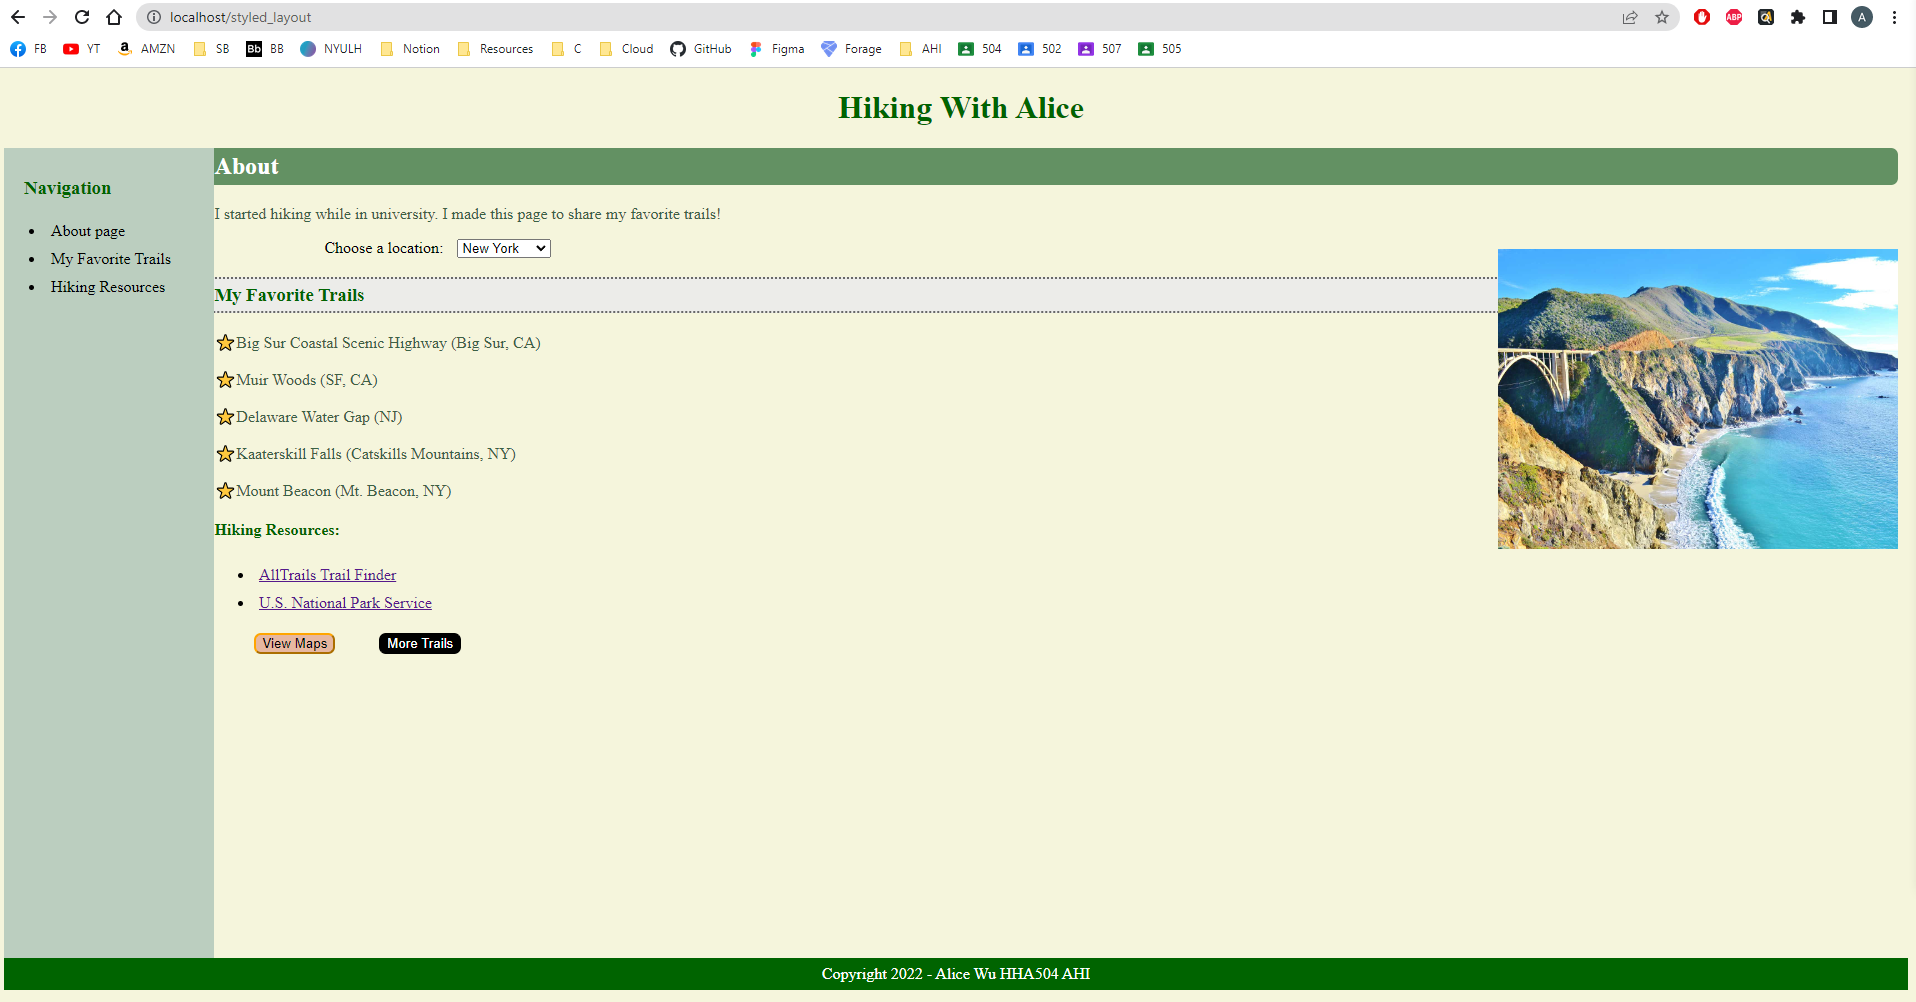 localhost/styled_layout
A
FB YT AMZN SB Bb BB NYULH Notion Resources C Cloud GitHub Figma Forage AHI 504 502 507 505
Hiking With Alice
Navigation
About page
My Favorite Trails
Hiking Resources
About
I started hiking while in university. I made this page to share my favorite trails!
Choose a location: New York
My Favorite Trails
Big Sur Coastal Scenic Highway (Big Sur, CA)
Muir Woods (SF, CA)
Delaware Water Gap (NJ)
Kaaterskill Falls (Catskills Mountains, NY)
Mount Beacon (Mt. Beacon, NY)
Hiking Resources:
AllTrails Trail Finder
U.S. National Park Service
View Maps More Trails
Copyright 2022 - Alice Wu HHA504 AHI